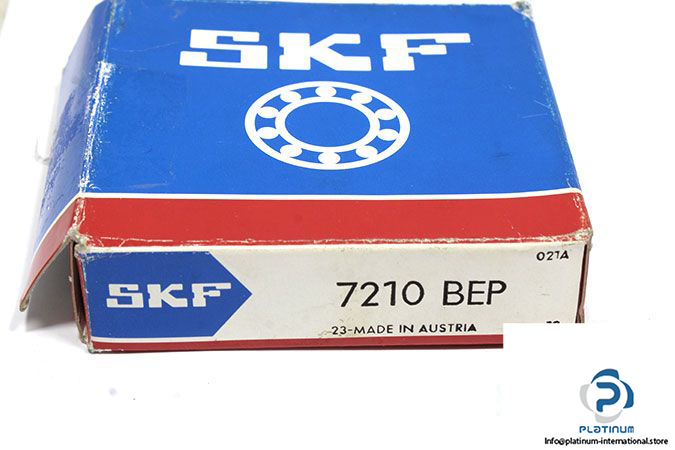 SKF
021A
SKF
7210 BEP
23-MADE IN AUSTRIA
PLATINUM
Info@platinum-international.store